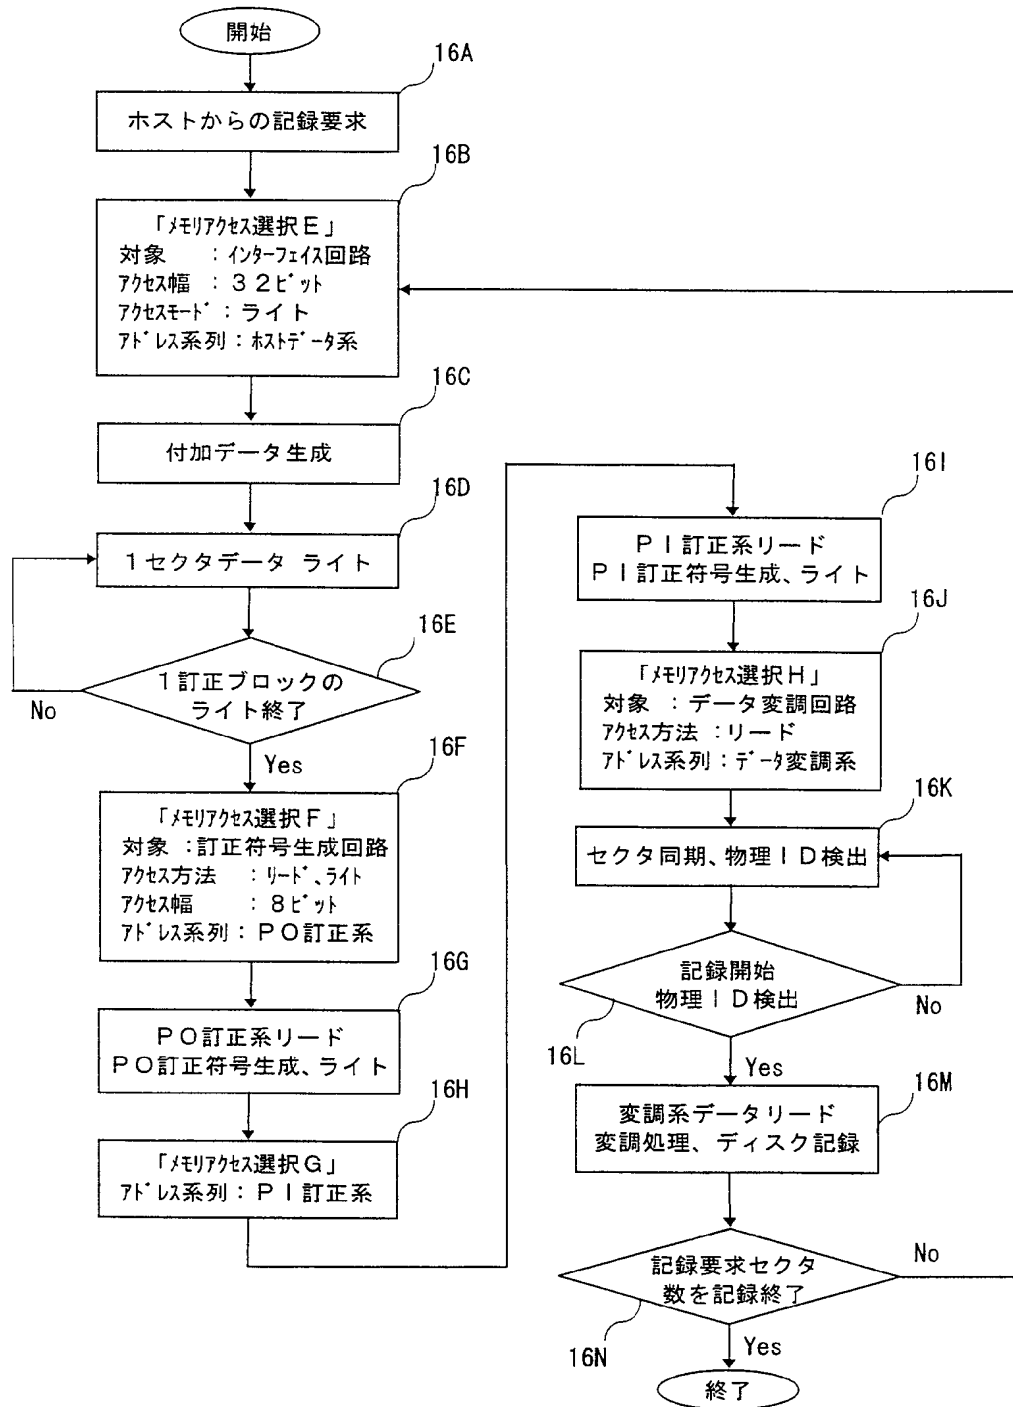 開始
16A
ホストからの記録要求
16B
「ﾒﾓﾘｱｸｾｽ選択E」
対象 :ｲﾝﾀｰﾌｪｲｽ回路
ｱｸｾｽ幅 :32ﾋﾞｯﾄ
ｱｸｾｽﾓｰﾄﾞ:ライト
ｱﾄﾞﾚｽ系列:ﾎｽﾄﾃﾞｰﾀ系
16C
付加データ生成
16D
1セクタデータ ライト
16E
1訂正ブロックの
ライト終了
No
Yes
16F
「ﾒﾓﾘｱｸｾｽ選択F」
対象 :訂正符号生成回路
ｱｸｾｽ方法 :ﾘｰﾄﾞ、ﾗｲﾄ
ｱｸｾｽ幅 :8ﾋﾞｯﾄ
ｱﾄﾞﾚｽ系列:PO訂正系
16G
PO訂正系リード
PO訂正符号生成、ライト
16H
「ﾒﾓﾘｱｸｾｽ選択G」
ｱﾄﾞﾚｽ系列:PI訂正系
16I
PI訂正系リード
PI訂正符号生成、ライト
16J
「ﾒﾓﾘｱｸｾｽ選択H」
対象 :データ変調回路
ｱｸｾｽ方法 :リード
ｱﾄﾞﾚｽ系列:ﾃﾞｰﾀ変調系
16K
セクタ同期、物理ID検出
記録開始
物理ID検出
No
16L
Yes
16M
変調系データリード
変調処理、ディスク記録
記録要求セクタ
数を記録終了
No
16N
Yes
終了